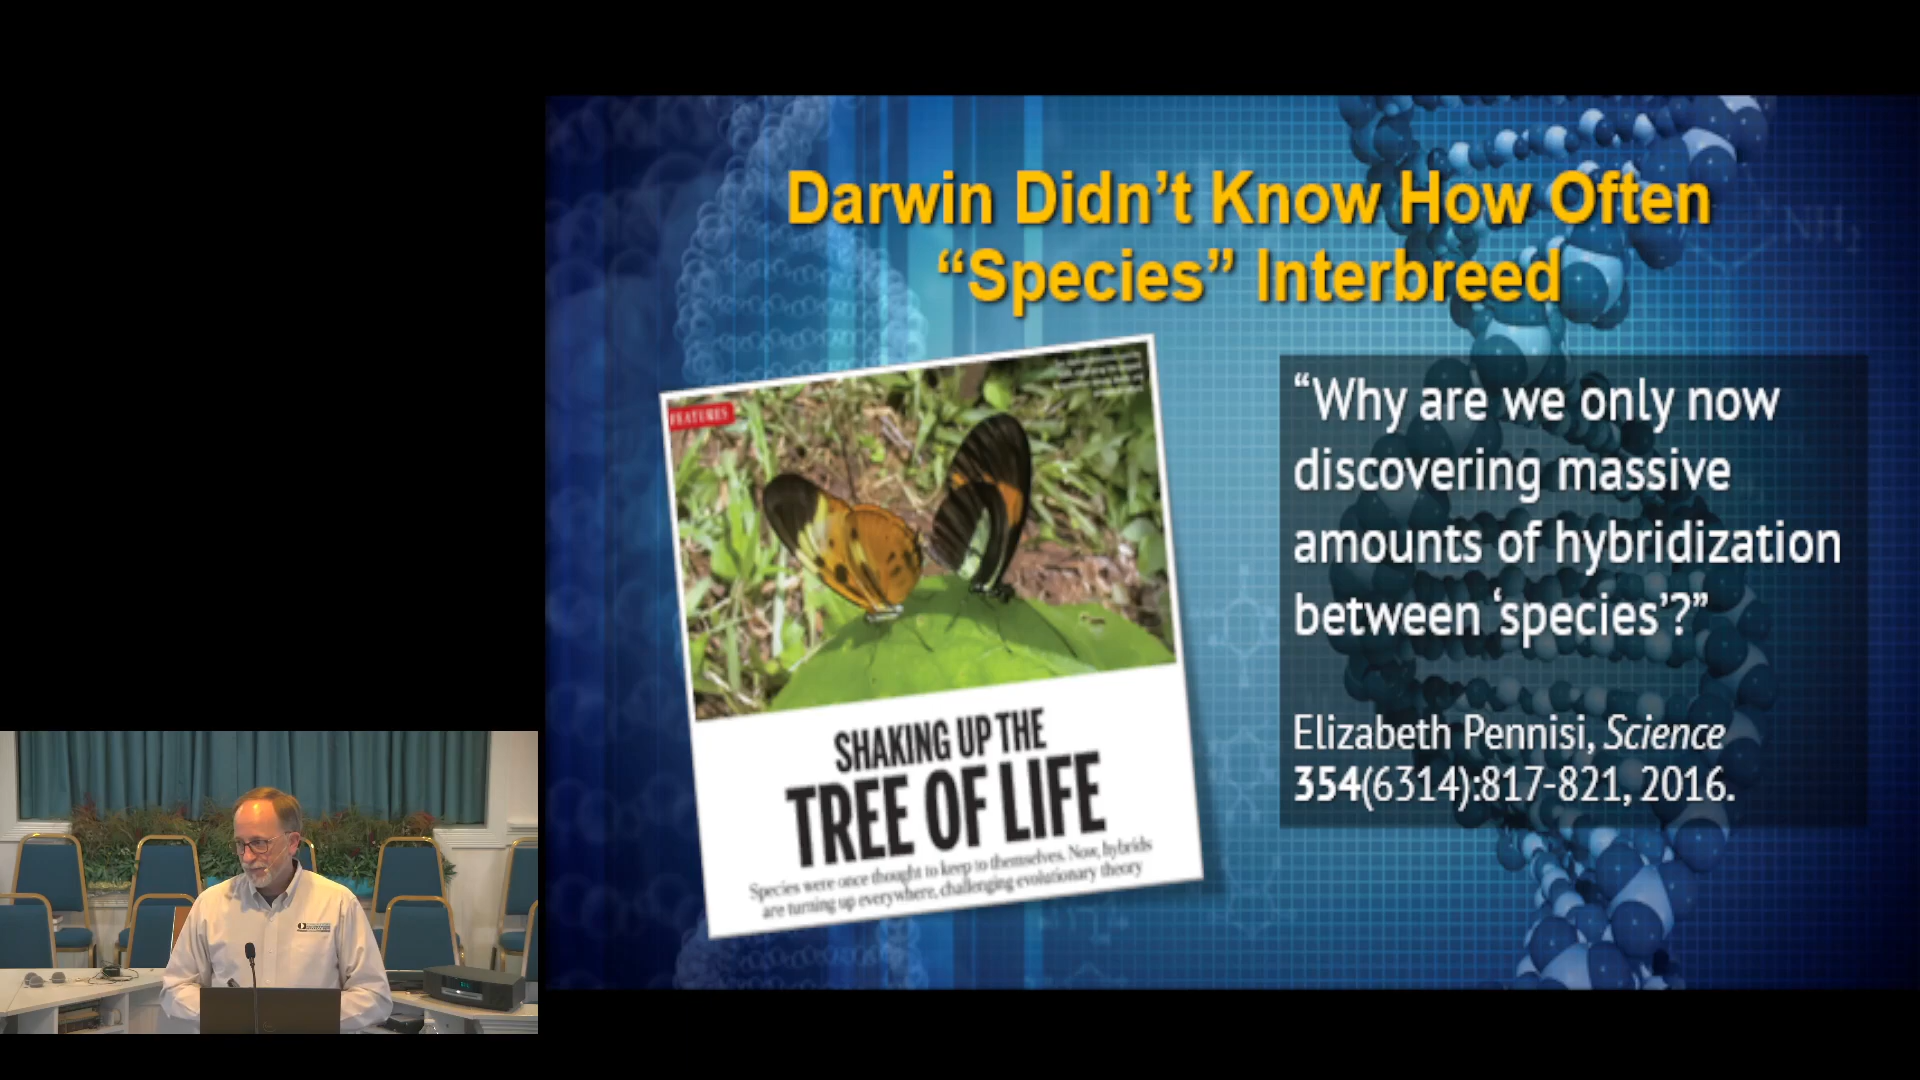 Darwin Didn’t Know How Often
“Species” Interbreed
FEATURES
SHAKING UP THE
TREE OF LIFE
Species were once thought to keep to themselves. Now, hybrids
are turning up everywhere, challenging evolutionary theory
“Why are we only now
discovering massive
amounts of hybridization
between ‘species’?”
Elizabeth Pennisi, Science
354(6314):817-821, 2016.
NH2